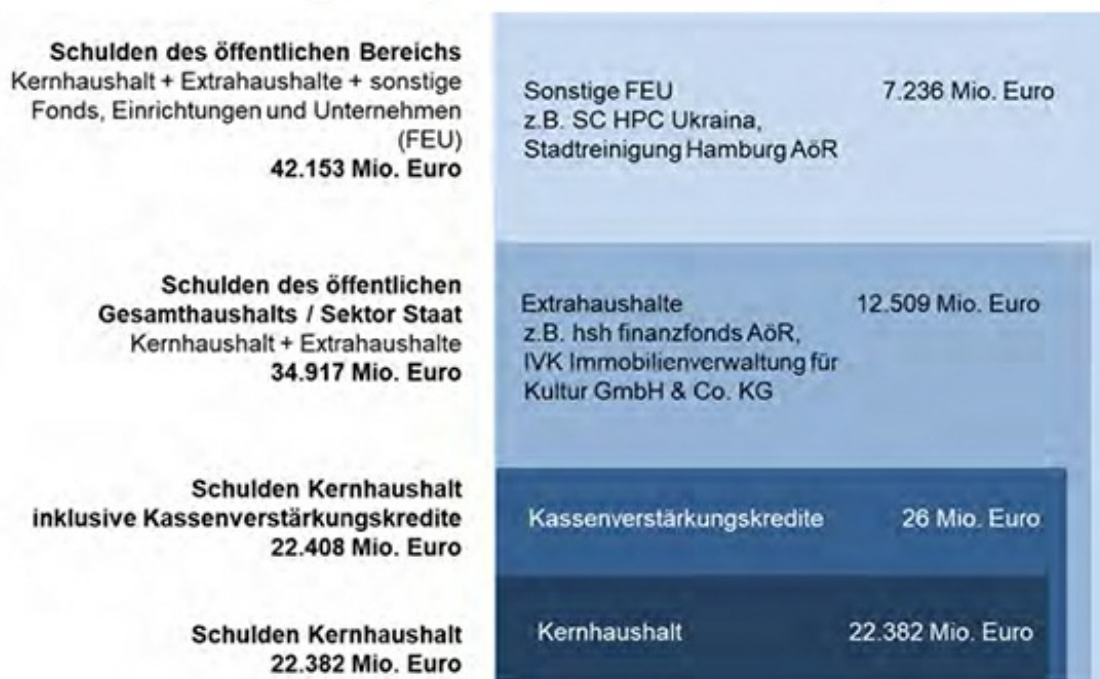 Schulden des öffentlichen Bereichs
Kernhaushalt + Extrahaushalte + sonstige
Fonds, Einrichtungen und Unternehmen
(FEU)
42.153 Mio. Euro
Sonstige FEU 7.236 Mio. Euro
z.B. SC HPC Ukraina,
Stadtreinigung Hamburg AöR
Schulden des öffentlichen
Gesamthaushalts / Sektor Staat
Kernhaushalt + Extrahaushalte
34.917 Mio. Euro
Extrahaushalte 12.509 Mio. Euro
z.B. hsh finanzfonds AöR,
IVK Immobilienverwaltung für
Kultur GmbH & Co. KG
Schulden Kernhaushalt
inklusive Kassenverstärkungskredite
22.408 Mio. Euro
Kassenverstärkungskredite 26 Mio. Euro
Schulden Kernhaushalt
22.382 Mio. Euro
Kernhaushalt 22.382 Mio. Euro